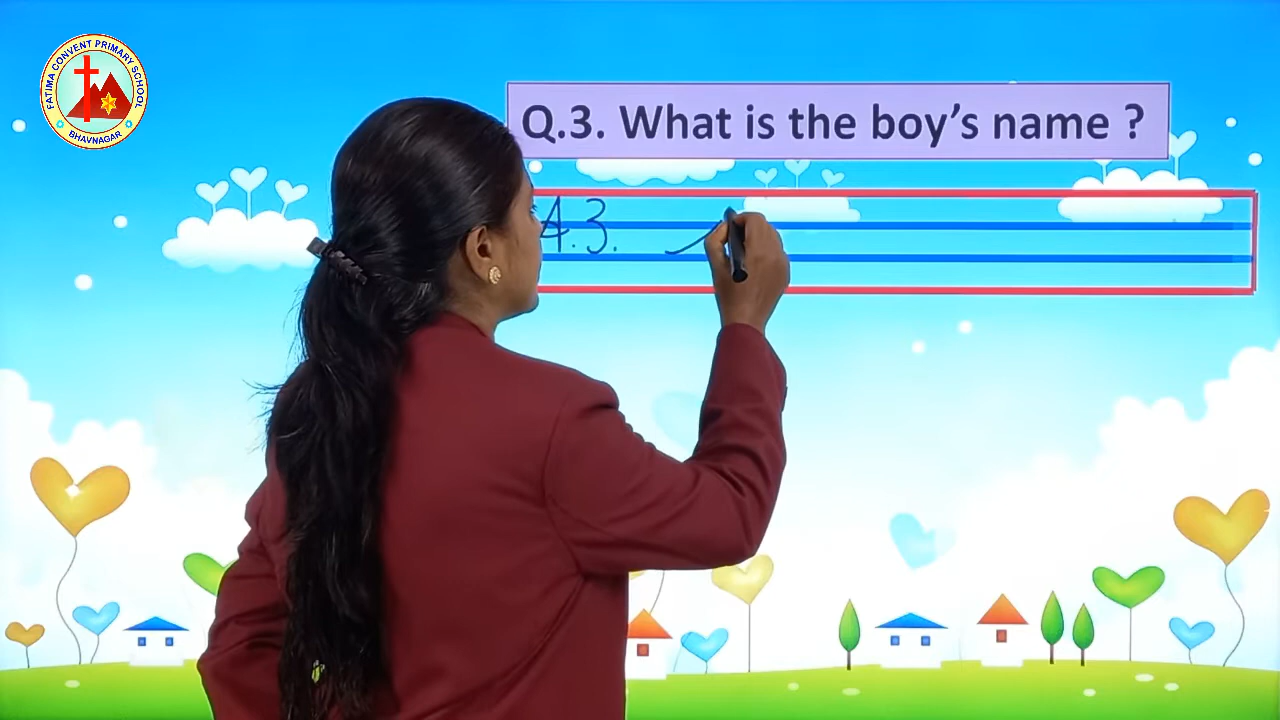 FATIMA CONVENT PRIMARY SCHOOL
BHAVNAGAR
Q.3. What is the boy's name ?
A.3.